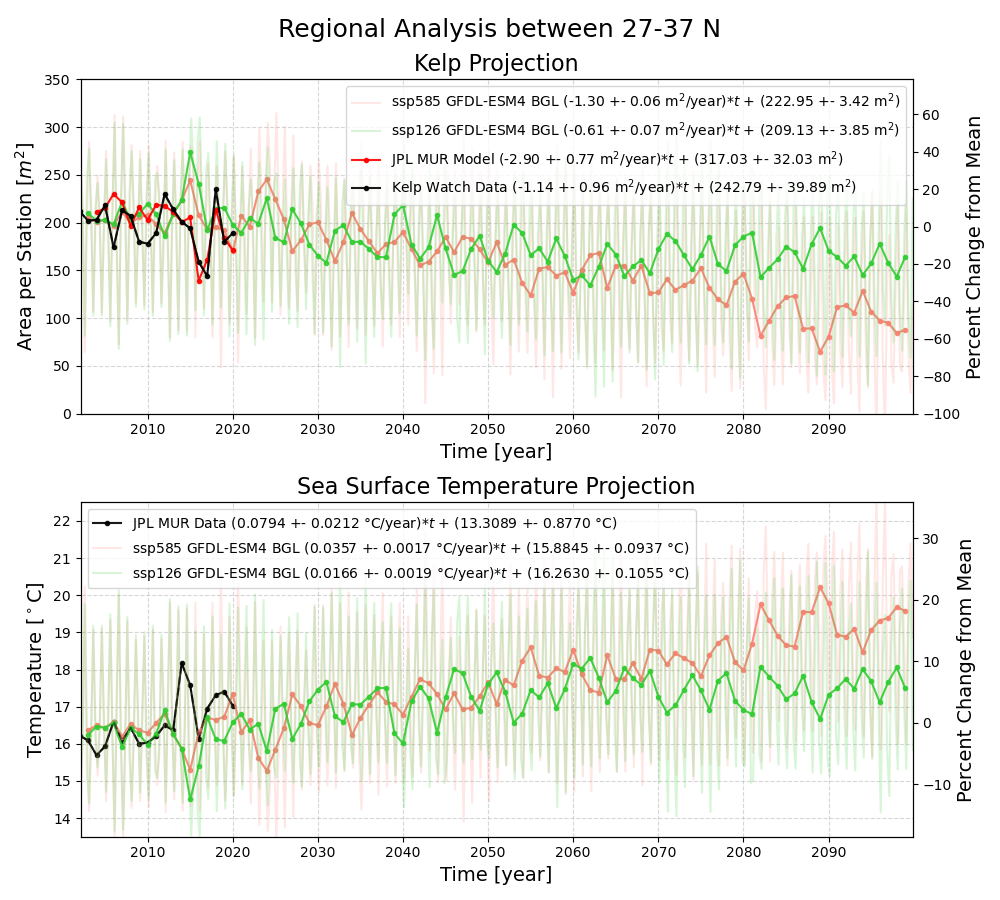 Regional Analysis between 27-37 N
Kelp Projection
350
300
250
200
150
100
50
0
Area per Station [m²]
ssp585 GFDL-ESM4 BGL (-1.30 +- 0.06 m²/year)*t + (222.95 +- 3.42 m²)
ssp126 GFDL-ESM4 BGL (-0.61 +- 0.07 m²/year)*t + (209.13 +- 3.85 m²)
JPL MUR Model (-2.90 +- 0.77 m²/year)*t + (317.03 +- 32.03 m²)
Kelp Watch Data (-1.14 +- 0.96 m²/year)*t + (242.79 +- 39.89 m²)
60
40
20
0
−20
−40
−60
−80
−100
Percent Change from Mean
2010 2020 2030 2040 2050 2060 2070 2080 2090
Time [year]
Sea Surface Temperature Projection
22
21
20
19
18
17
16
15
14
Temperature [°C]
JPL MUR Data (0.0794 +- 0.0212 °C/year)*t + (13.3089 +- 0.8770 °C)
ssp585 GFDL-ESM4 BGL (0.0357 +- 0.0017 °C/year)*t + (15.8845 +- 0.0937 °C)
ssp126 GFDL-ESM4 BGL (0.0166 +- 0.0019 °C/year)*t + (16.2630 +- 0.1055 °C)
30
20
10
0
−10
Percent Change from Mean
2010 2020 2030 2040 2050 2060 2070 2080 2090
Time [year]